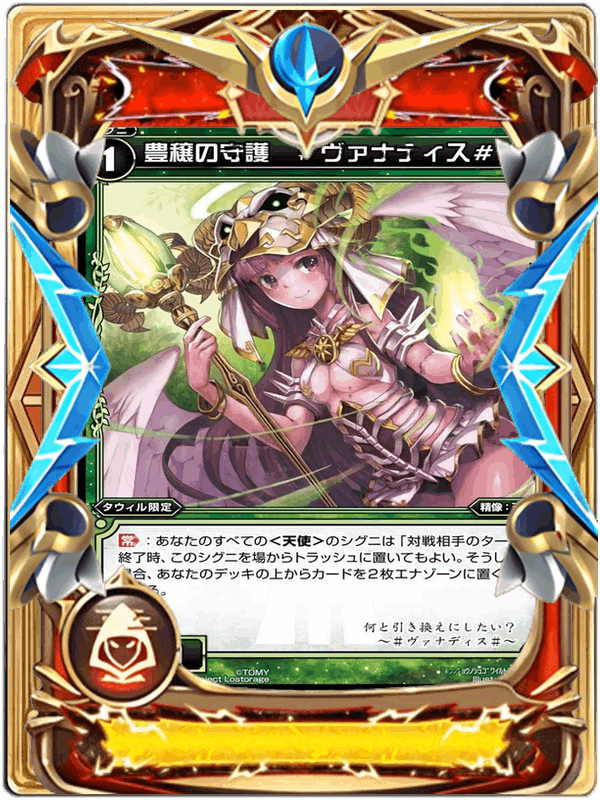 1
豊穣の守護 ヴァナディス#
タウィル限定
精像:
常:あなたのすべての<天使>のシグニは「対戦相手のター
終了時、このシグニを場からトラッシュに置いてもよい。そうし
場合、あなたのデッキの上からカードを2枚エナゾーンに置く
る。
何と引き換えにしたい?
～#ヴァナディス#～
©TOMY
ject Lostorage
Illust